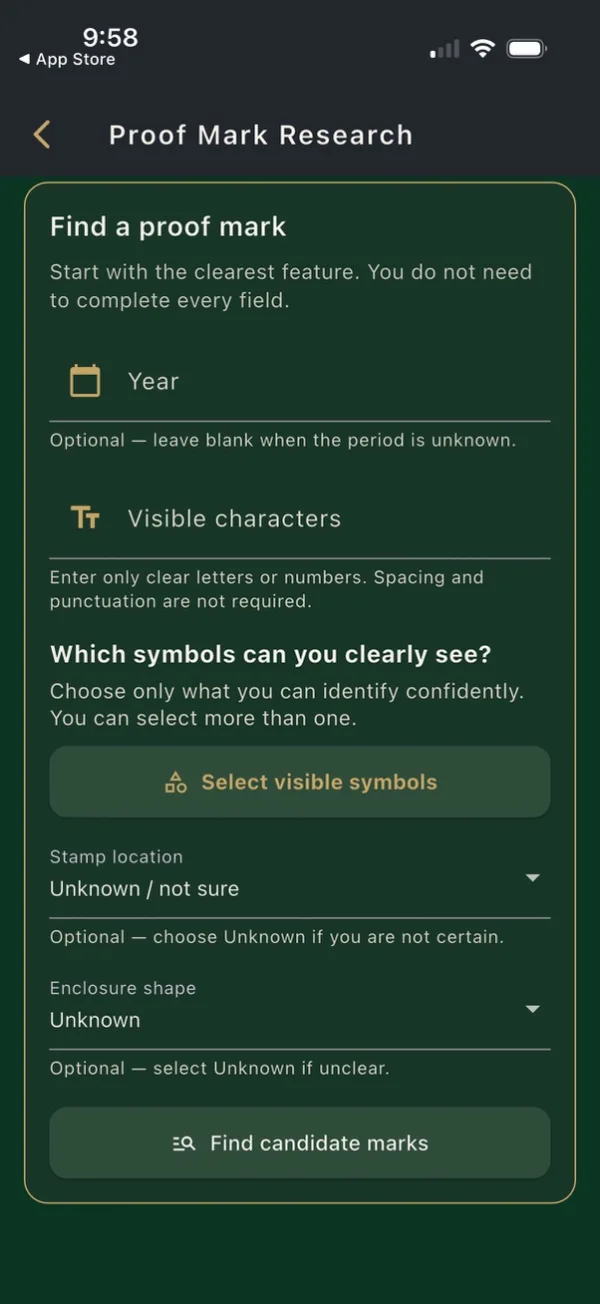 9:58
◀ App Store
Proof Mark Research
Find a proof mark
Start with the clearest feature. You do not need
to complete every field.
Year
Optional — leave blank when the period is unknown.
Visible characters
Enter only clear letters or numbers. Spacing and
punctuation are not required.
Which symbols can you clearly see?
Choose only what you can identify confidently.
You can select more than one.
Select visible symbols
Stamp location
Unknown / not sure
Optional — choose Unknown if you are not certain.
Enclosure shape
Unknown
Optional — select Unknown if unclear.
Find candidate marks